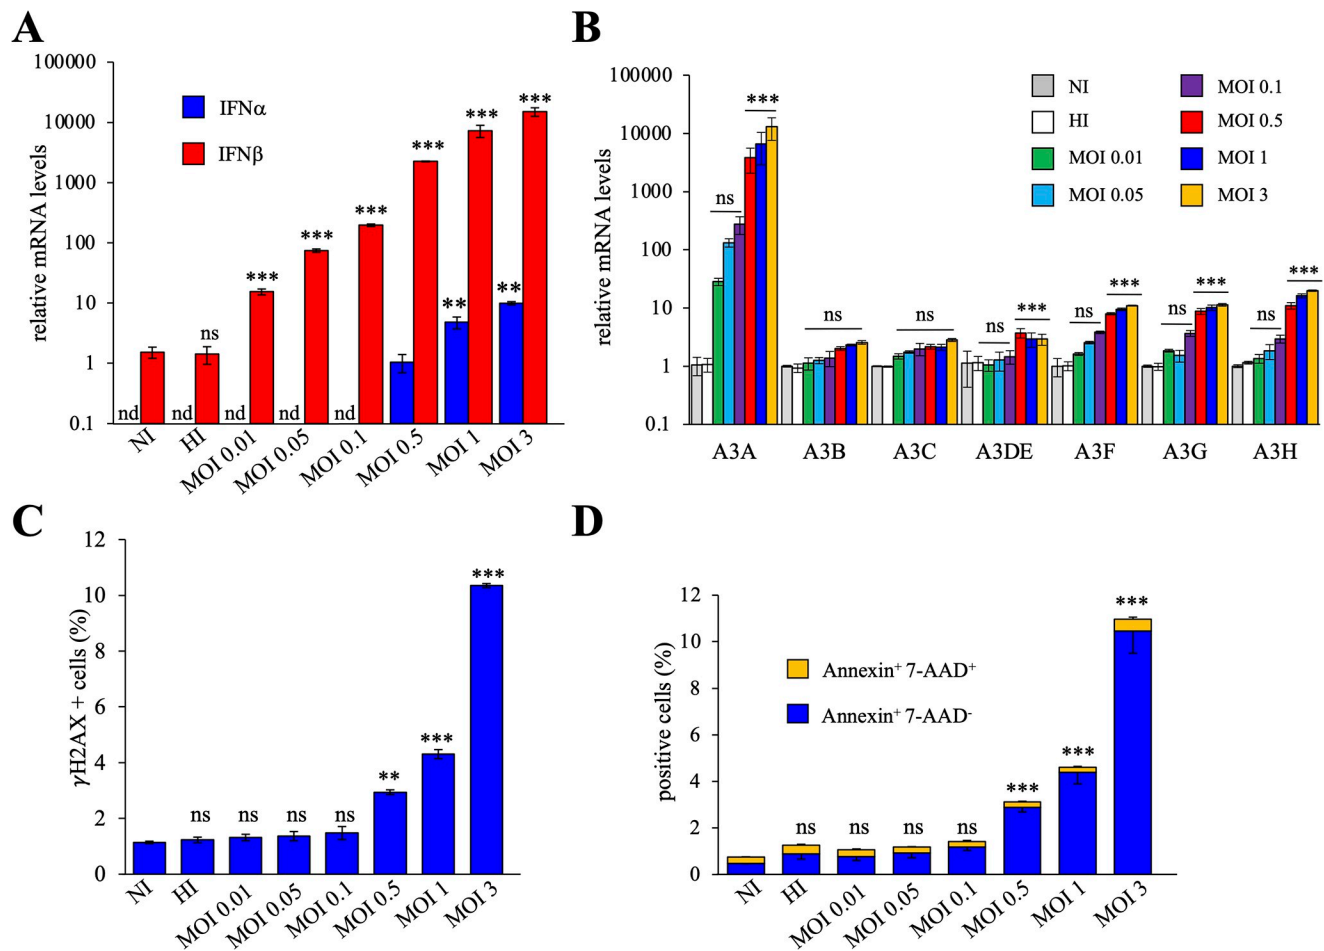 A
100000
10000
1000
100
10
1
0.1
relative mRNA levels
IFNα
IFNβ
nd nd nd nd nd
ns *** *** *** *** *** ***
** **
NI HI MOI 0.01 MOI 0.05 MOI 0.1 MOI 0.5 MOI 1 MOI 3
B
100000
10000
1000
100
10
1
0.1
relative mRNA levels
NI
HI
MOI 0.01
MOI 0.05
MOI 0.1
MOI 0.5
MOI 1
MOI 3
ns *** ns ns ns *** ns *** ns *** ns ***
A3A A3B A3C A3DE A3F A3G A3H
C
12
10
8
6
4
2
0
γH2AX + cells (%)
ns ns ns ns ** *** ***
NI HI MOI 0.01 MOI 0.05 MOI 0.1 MOI 0.5 MOI 1 MOI 3
D
12
10
8
6
4
2
0
positive cells (%)
Annexin⁺ 7-AAD⁺
Annexin⁺ 7-AAD⁻
ns ns ns ns *** *** ***
NI HI MOI 0.01 MOI 0.05 MOI 0.1 MOI 0.5 MOI 1 MOI 3